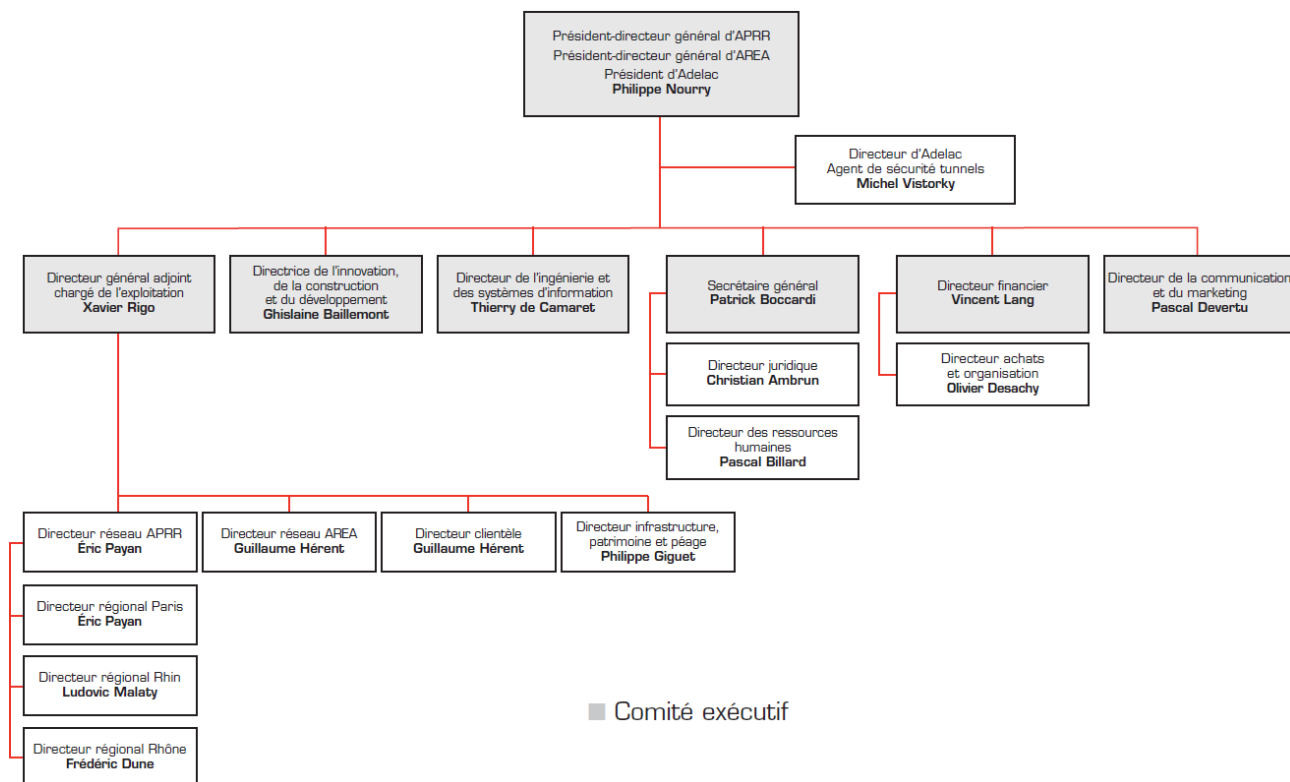 Président-directeur général d'APRR
Président-directeur général d'AREA
Président d'Adelac
Philippe Nourry
Directeur d'Adelac
Agent de sécurité tunnels
Michel Vistorky
Directeur général adjoint
chargé de l'exploitation
Xavier Rigo
Directrice de l'innovation,
de la construction
et du développement
Ghislaine Baillemont
Directeur de l'ingénierie et
des systèmes d'information
Thierry de Camaret
Secrétaire général
Patrick Boccardi
Directeur financier
Vincent Lang
Directeur de la communication
et du marketing
Pascal Devertu
Directeur juridique
Christian Ambrun
Directeur achats
et organisation
Olivier Desachy
Directeur des ressources
humaines
Pascal Billard
Directeur réseau APRR
Éric Payan
Directeur réseau AREA
Guillaume Hérent
Directeur clientèle
Guillaume Hérent
Directeur infrastructure,
patrimoine et péage
Philippe Giguet
Directeur régional Paris
Éric Payan
Directeur régional Rhin
Ludovic Malaty
Directeur régional Rhône
Frédéric Dune
Comité exécutif